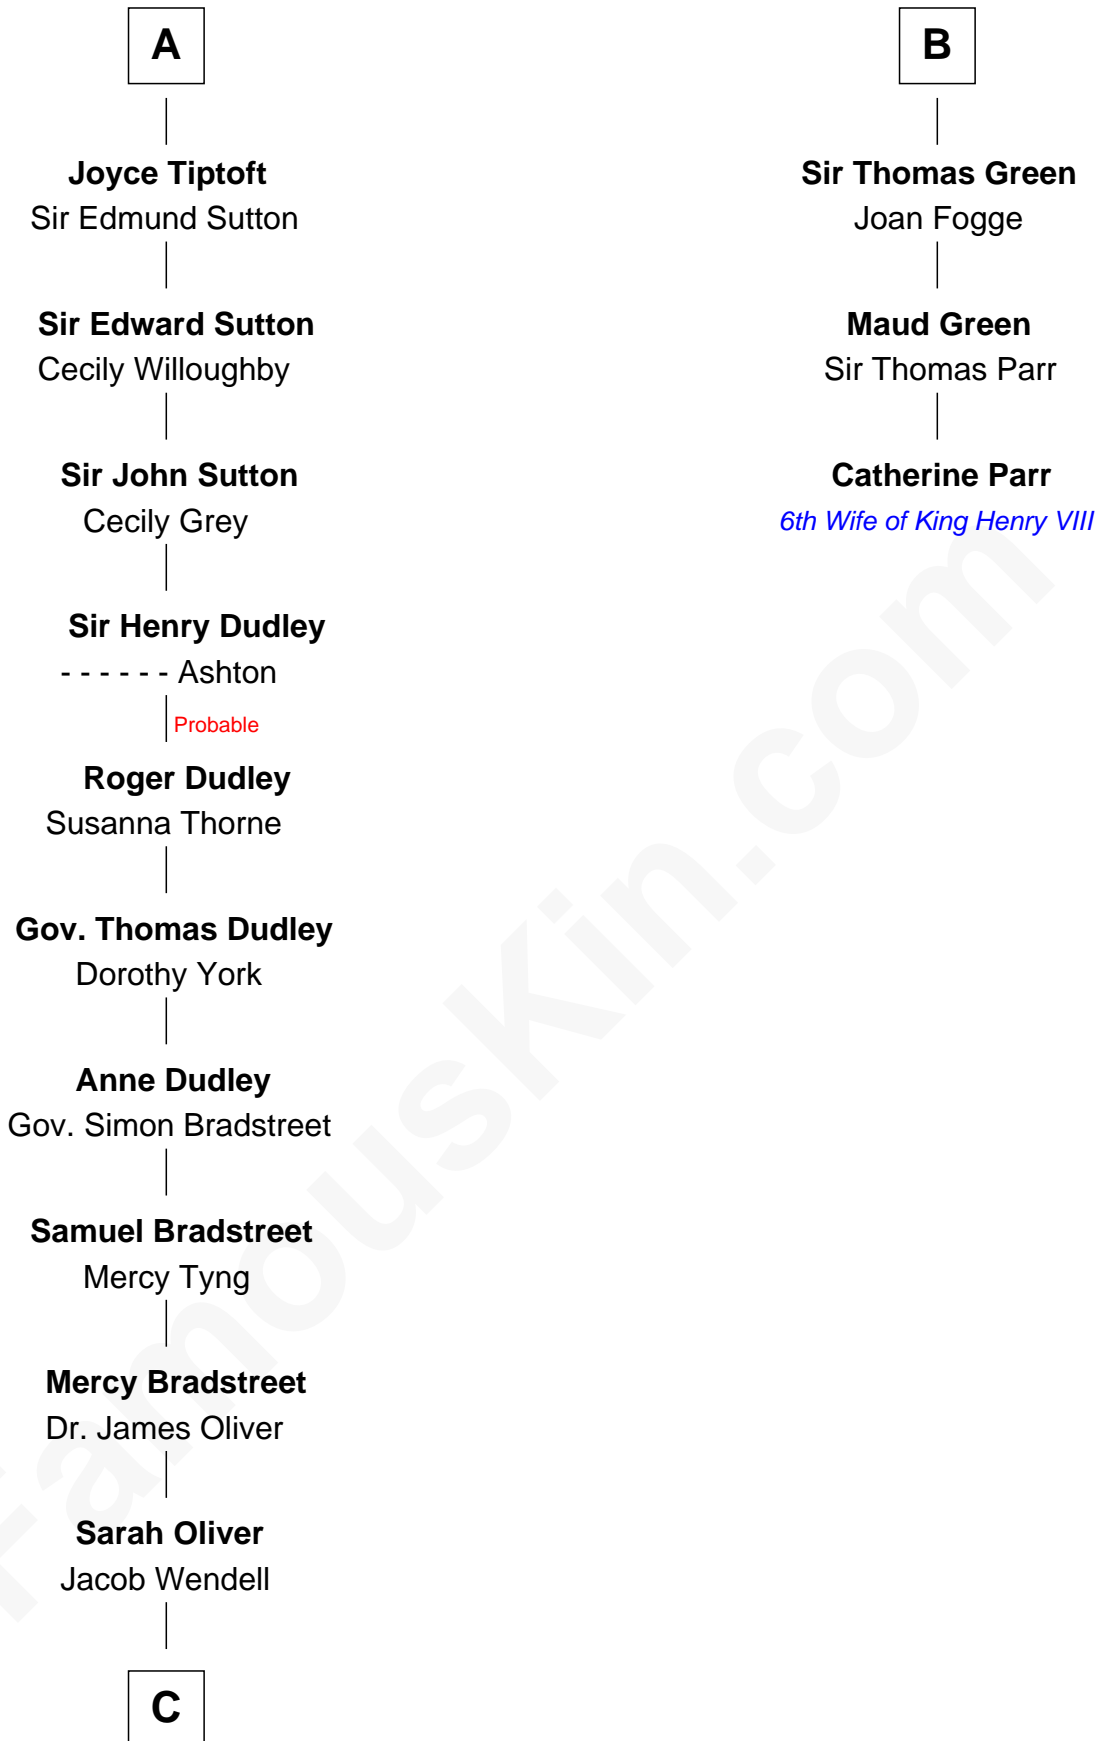 A
Joyce Tiptoft
Sir Edmund Sutton
Sir Edward Sutton
Cecily Willoughby
Sir John Sutton
Cecily Grey
Sir Henry Dudley
- - - - - - Ashton
Probable
Roger Dudley
Susanna Thorne
Gov. Thomas Dudley
Dorothy York
Anne Dudley
Gov. Simon Bradstreet
Samuel Bradstreet
Mercy Tyng
Mercy Bradstreet
Dr. James Oliver
Sarah Oliver
Jacob Wendell
C
B
Sir Thomas Green
Joan Fogge
Maud Green
Sir Thomas Parr
Catherine Parr
6th Wife of King Henry VIII
FamousKin.com